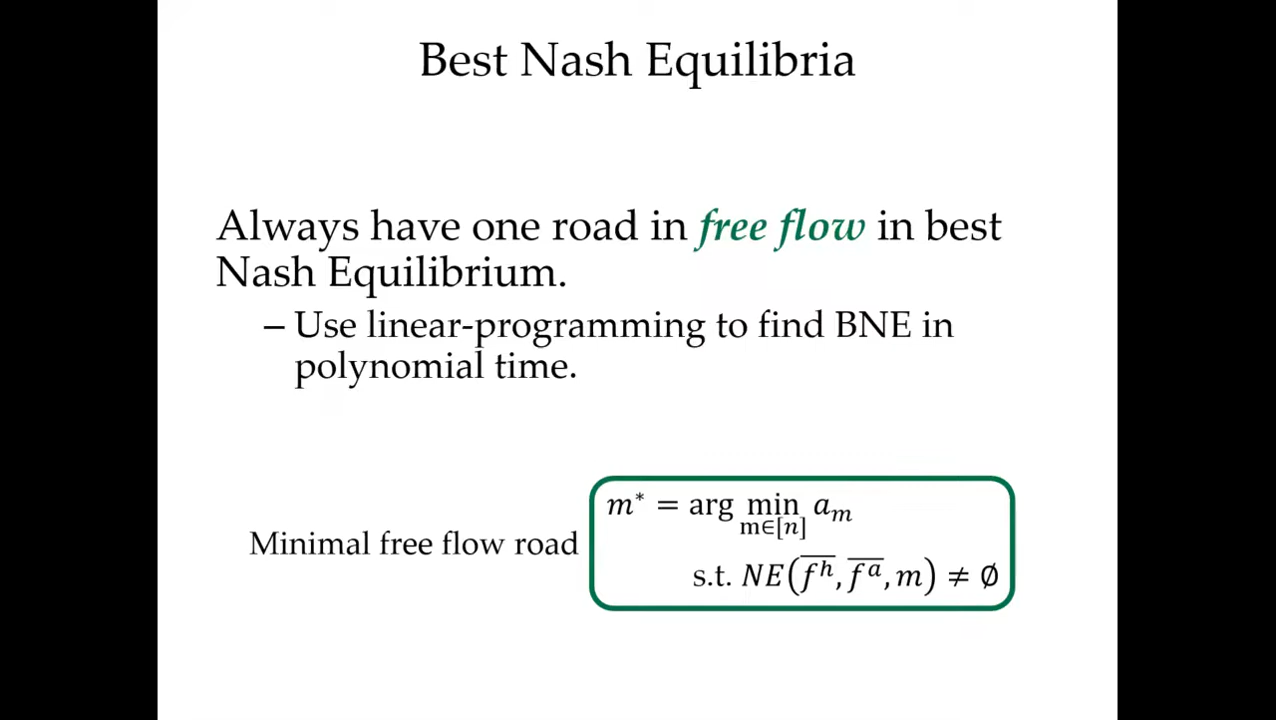 Best Nash Equilibria
Always have one road in free flow in best
Nash Equilibrium.
– Use linear-programming to find BNE in
polynomial time.
Minimal free flow road
m* = arg min a_m
m∈[n]
s.t. NE(f̅ʰ, f̅ᵃ, m) ≠ ∅